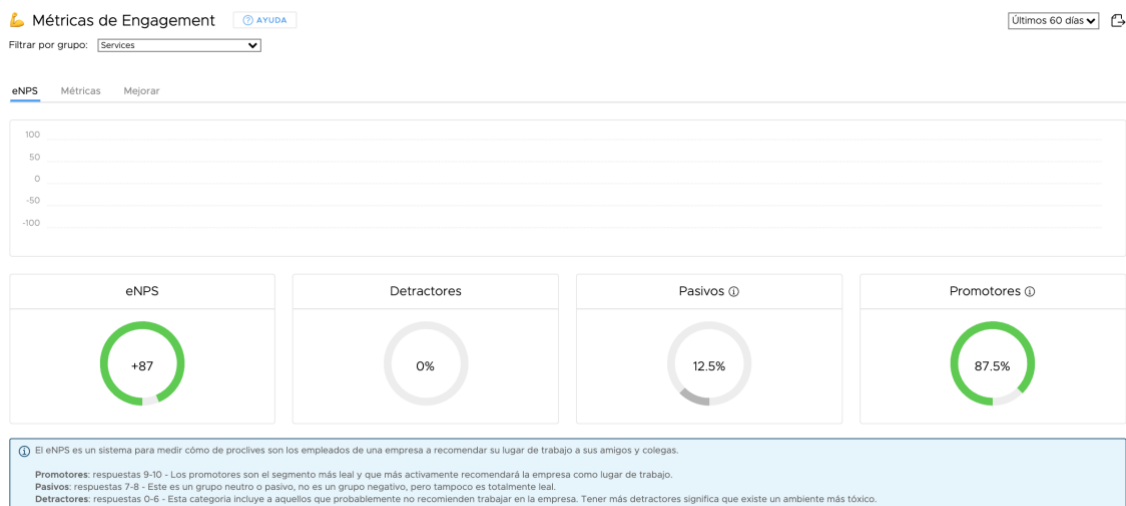 Métricas de Engagement
AYUDA
Últimos 60 días
Filtrar por grupo: Services
eNPS Métricas Mejorar
100
50
0
-50
-100
eNPS Detractores Pasivos Promotores
+87 0% 12.5% 87.5%
El eNPS es un sistema para medir cómo de proclives son los empleados de una empresa a recomendar su lugar de trabajo a sus amigos y colegas.
Promotores: respuestas 9-10 - Los promotores son el segmento más leal y que más activamente recomendará la empresa como lugar de trabajo.
Pasivos: respuestas 7-8 - Este es un grupo neutro o pasivo, no es un grupo negativo, pero tampoco es totalmente leal.
Detractores: respuestas 0-6 - Esta categoría incluye a aquellos que probablemente no recomienden trabajar en la empresa. Tener más detractores significa que existe un ambiente más tóxico.